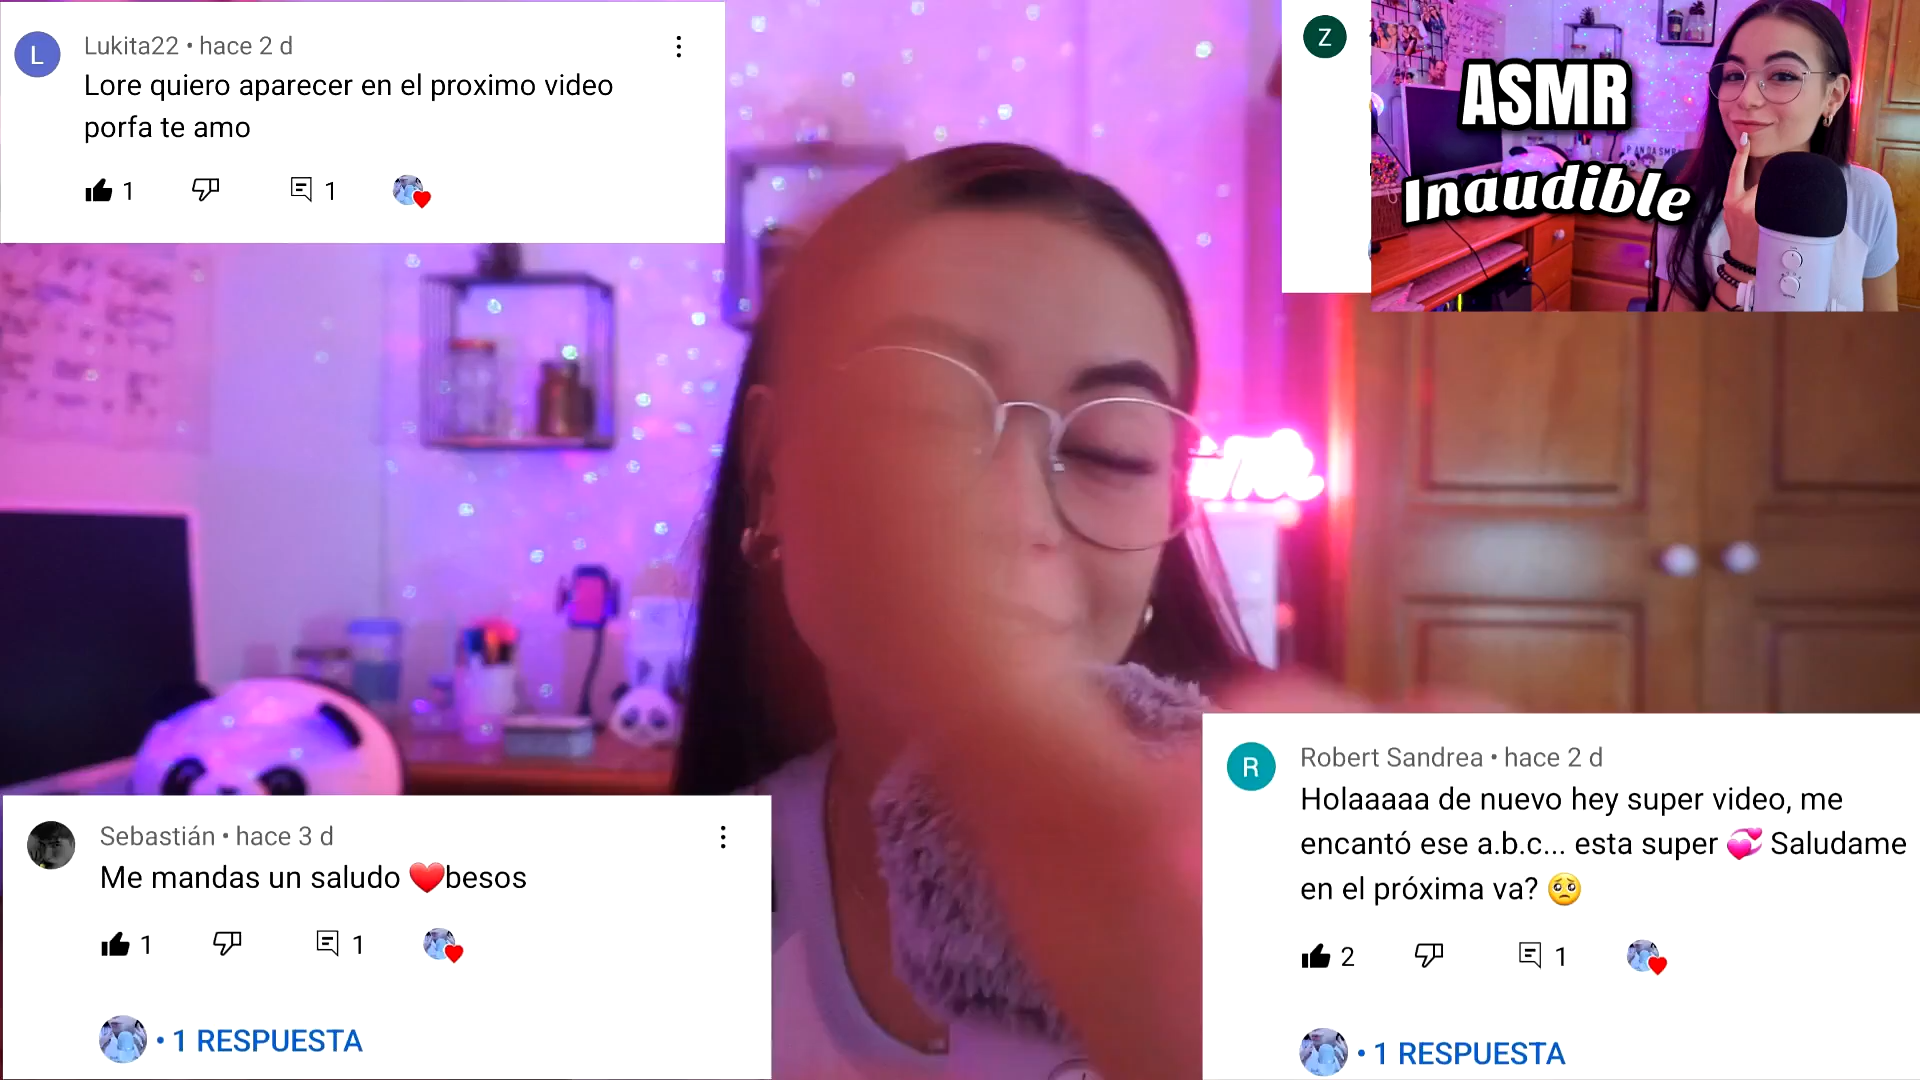 L
Lukita22 • hace 2 d
Lore quiero aparecer en el proximo video
porfa te amo
1
1
Z
ASMR
Inaudible
Sebastián • hace 3 d
Me mandas un saludo ❤️besos
1
1
• 1 RESPUESTA
R
Robert Sandrea • hace 2 d
Holaaaaa de nuevo hey super video, me
encantó ese a.b.c... esta super 💞 Saludame
en el próxima va? 🥺
2
1
• 1 RESPUESTA